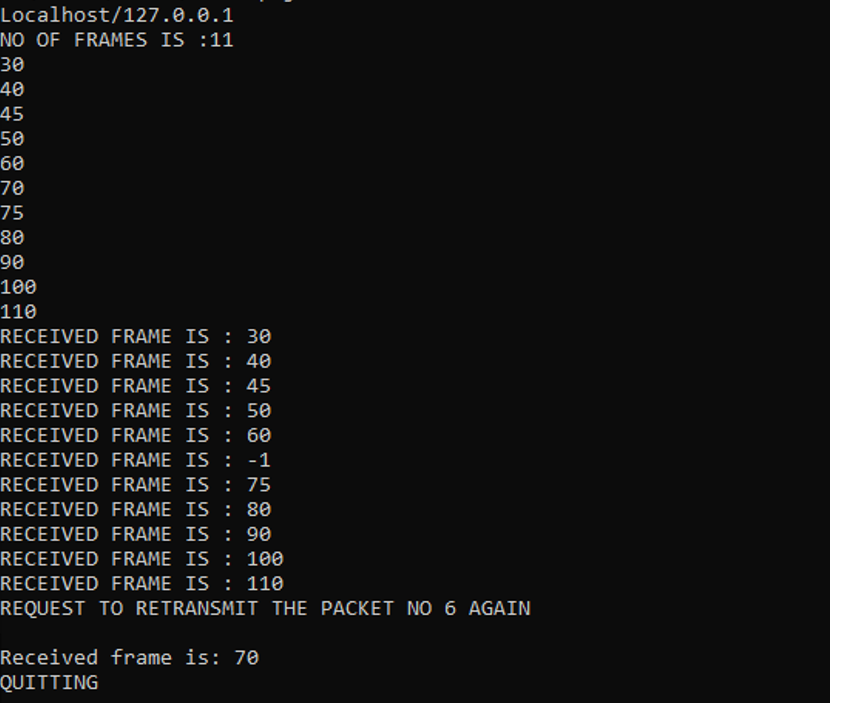 Localhost/127.0.0.1
NO OF FRAMES IS :11
30
40
45
50
60
70
75
80
90
100
110
RECEIVED FRAME IS : 30
RECEIVED FRAME IS : 40
RECEIVED FRAME IS : 45
RECEIVED FRAME IS : 50
RECEIVED FRAME IS : 60
RECEIVED FRAME IS : -1
RECEIVED FRAME IS : 75
RECEIVED FRAME IS : 80
RECEIVED FRAME IS : 90
RECEIVED FRAME IS : 100
RECEIVED FRAME IS : 110
REQUEST TO RETRANSMIT THE PACKET NO 6 AGAIN
Received frame is: 70
QUITTING